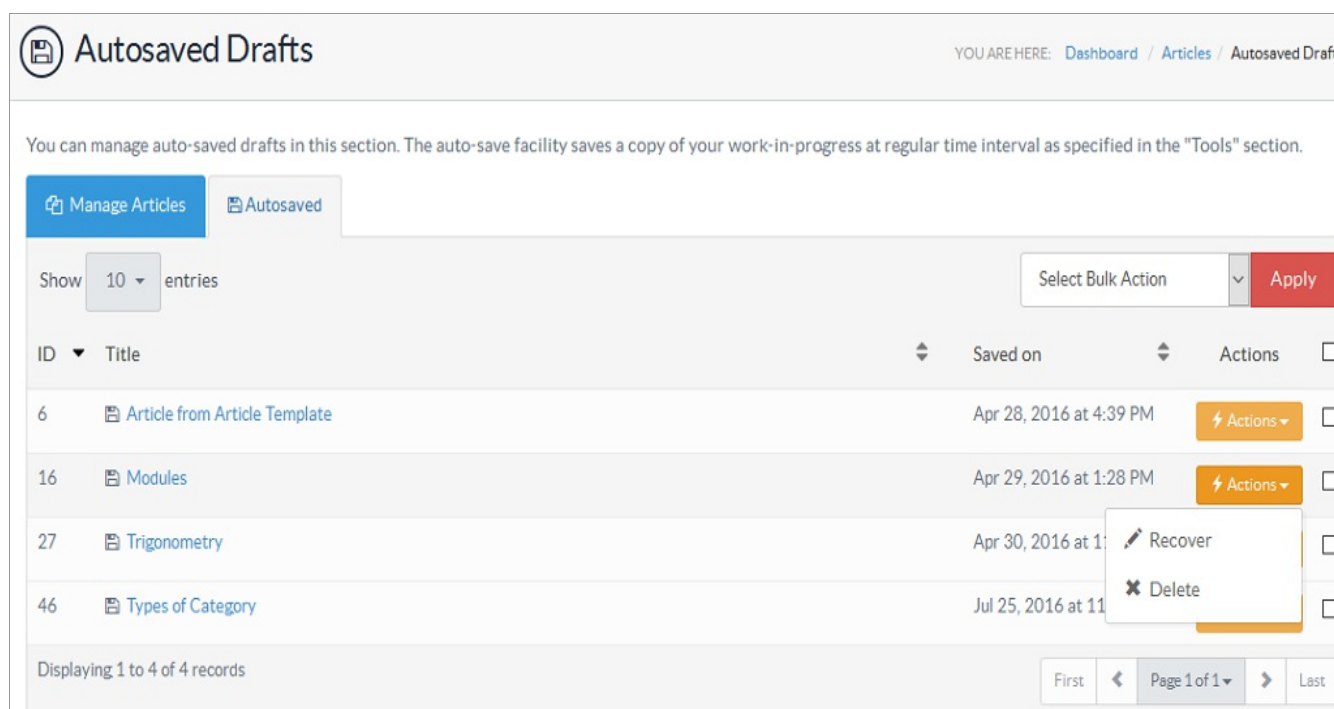 Autosaved Drafts
YOU ARE HERE: Dashboard / Articles / Autosaved
You can manage auto-saved drafts in this section. The auto-save facility saves a copy of your work-in-progress at regular time interval as specified in the "Tools" section.
Manage Articles Autosaved
Show 10 entries Select Bulk Action Apply
ID Title Saved on Actions
6 Article from Article Template Apr 28, 2016 at 4:39 PM Actions
16 Modules Apr 29, 2016 at 1:28 PM Actions
27 Trigonometry Apr 30, 2016 at Recover
Delete
46 Types of Category Jul 25, 2016 at 11
Displaying 1 to 4 of 4 records First Page 1 of 1 Last